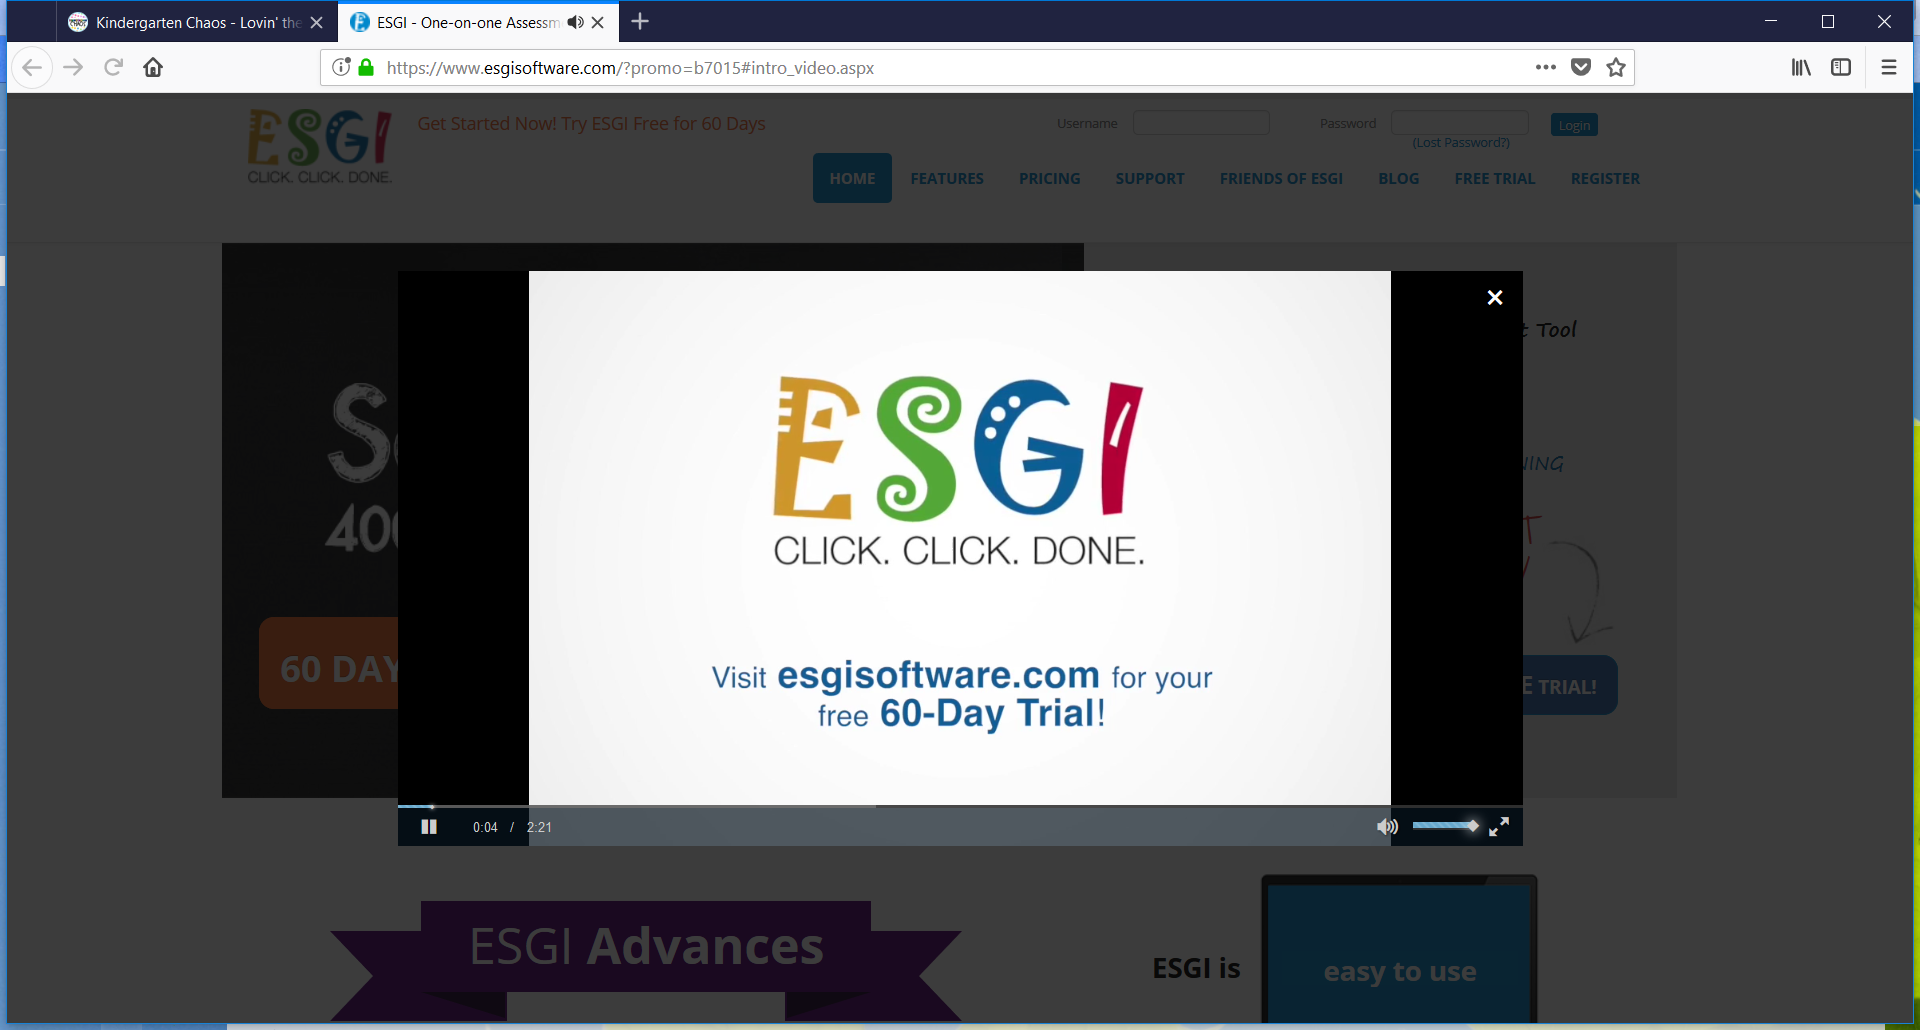 Kindergarten Chaos - Lovin' the
ESGI - One-on-one Assessm
https://www.esgisoftware.com/?promo=b7015#intro_video.aspx
ESGI
CLICK. CLICK. DONE.
Get Started Now! Try ESGI Free for 60 Days
Username
Password
Login
(Lost Password?)
HOME FEATURES PRICING SUPPORT FRIENDS OF ESGI BLOG FREE TRIAL REGISTER
t Tool
S
NING
400
T
60 DAY
E TRIAL!
ESGI
CLICK. CLICK. DONE.
Visit esgisoftware.com for your
free 60-Day Trial!
0:04 / 2:21
ESGI Advances
ESGI is
easy to use